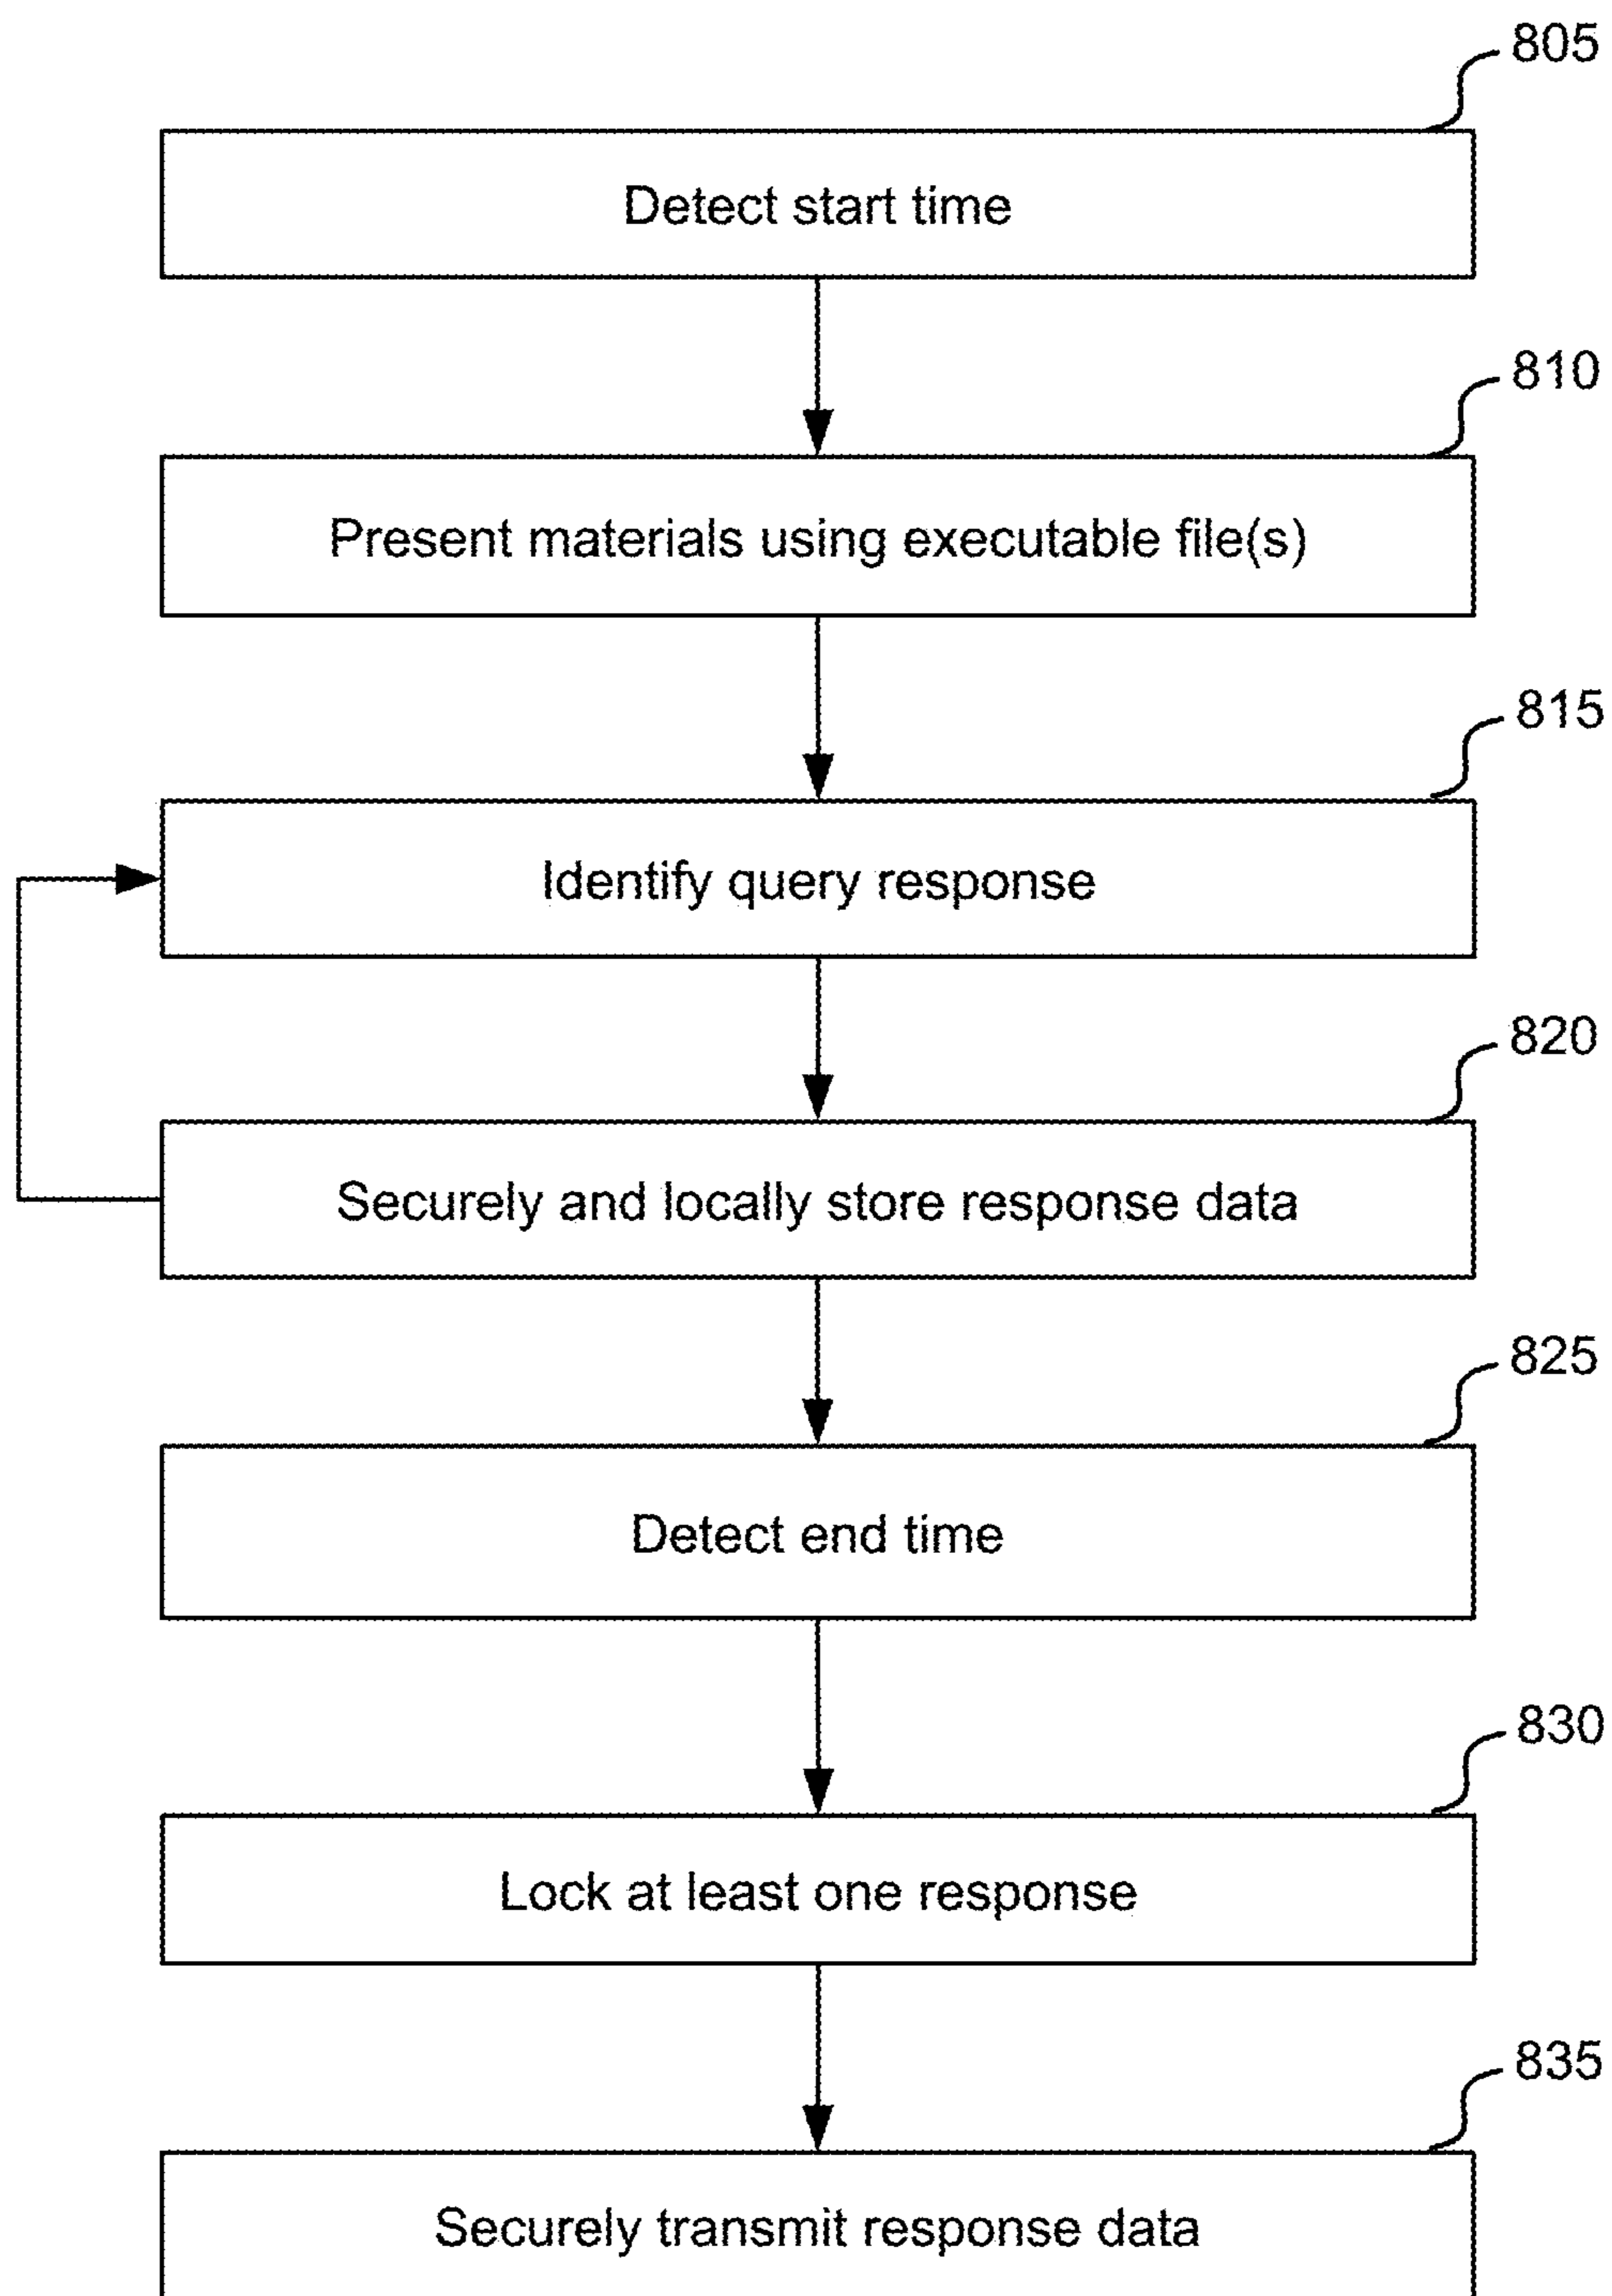 805
Detect start time
810
Present materials using executable file(s)
815
Identify query response
820
Securely and locally store response data
825
Detect end time
830
Lock at least one response
835
Securely transmit response data